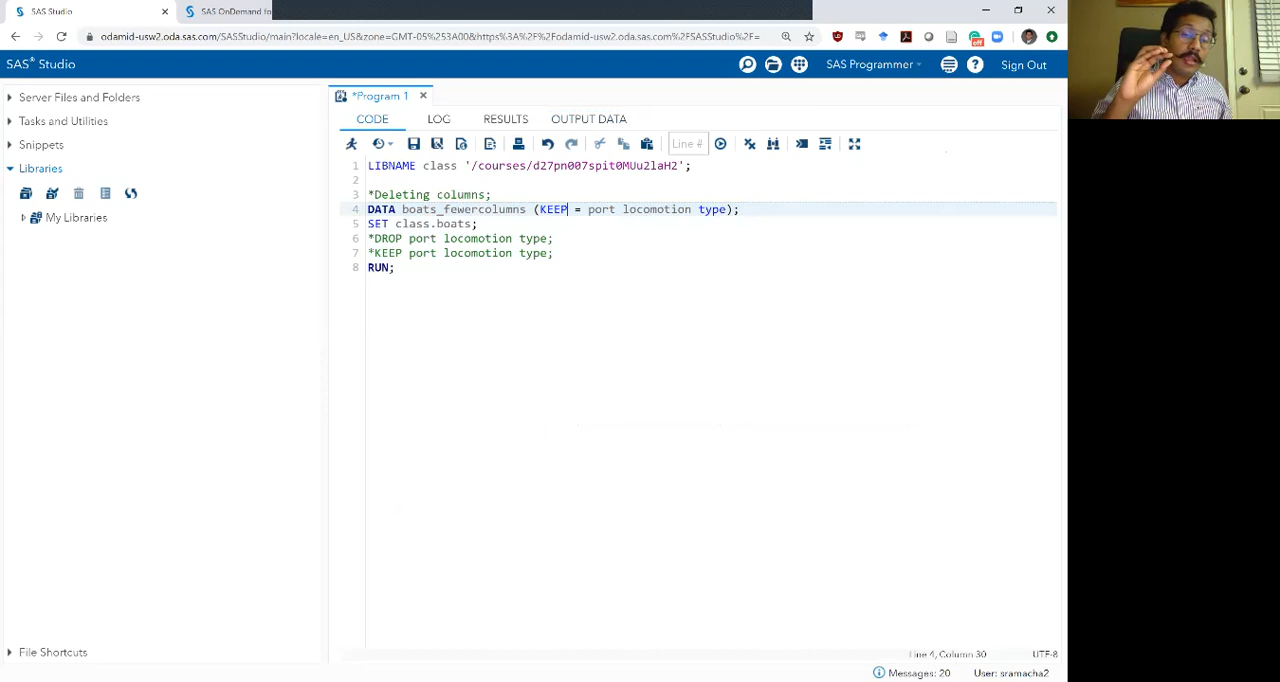 SAS Studio
SAS OnDemand fo
odamid-usw2.oda.sas.com/SASStudio/main?locale=en_US&zone=GMT-05%253A00&https%3A%2F%2Fodamid-usw2.oda.sas.com%2FSASStudio%2F=
SAS® Studio
SAS Programmer
Sign Out
Server Files and Folders
Tasks and Utilities
Snippets
Libraries
My Libraries
File Shortcuts
*Program 1
CODE LOG RESULTS OUTPUT DATA
Line #
1 LIBNAME class '/courses/d27pn007spit0MUu2laH2';
2
3 *Deleting columns;
4 DATA boats_fewercolumns (KEEP = port locomotion type);
5 SET class.boats;
6 *DROP port locomotion type;
7 *KEEP port locomotion type;
8 RUN;
Line 4, Column 30 UTF-8
Messages: 20 User: sramacha2